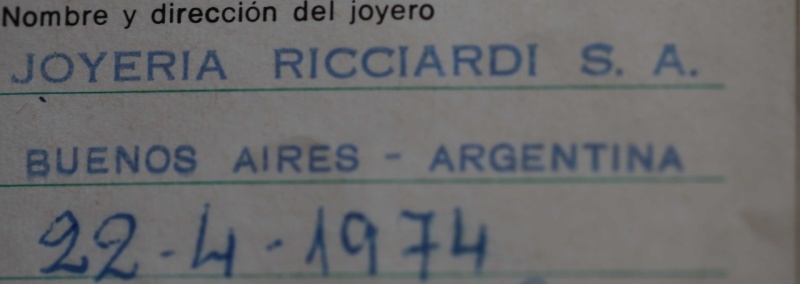 Nombre y dirección del joyero
JOYERIA RICCIARDI S. A.
BUENOS AIRES - ARGENTINA
22-4-1974